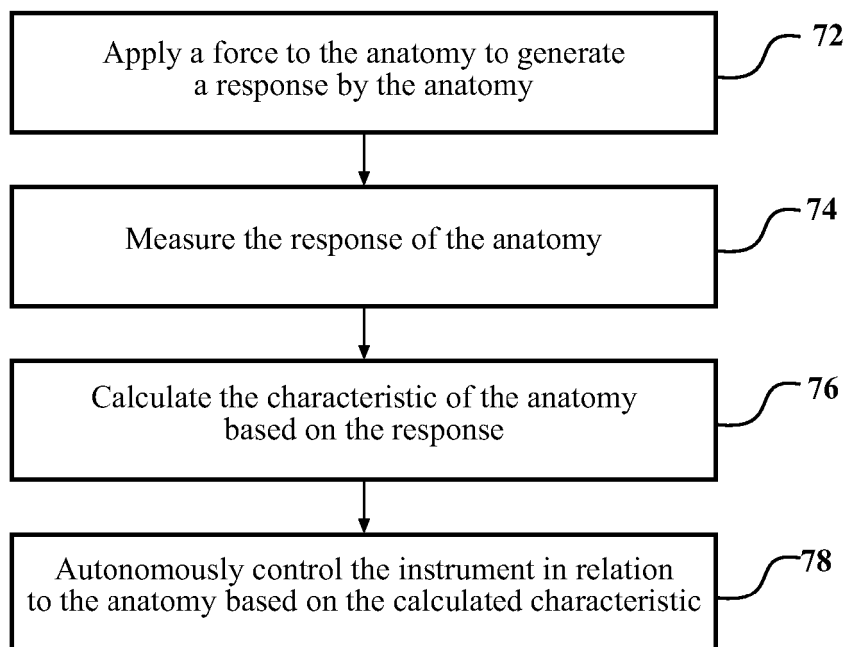 Apply a force to the anatomy to generate
a response by the anatomy
72
Measure the response of the anatomy
74
Calculate the characteristic of the anatomy
based on the response
76
Autonomously control the instrument in relation
to the anatomy based on the calculated characteristic
78